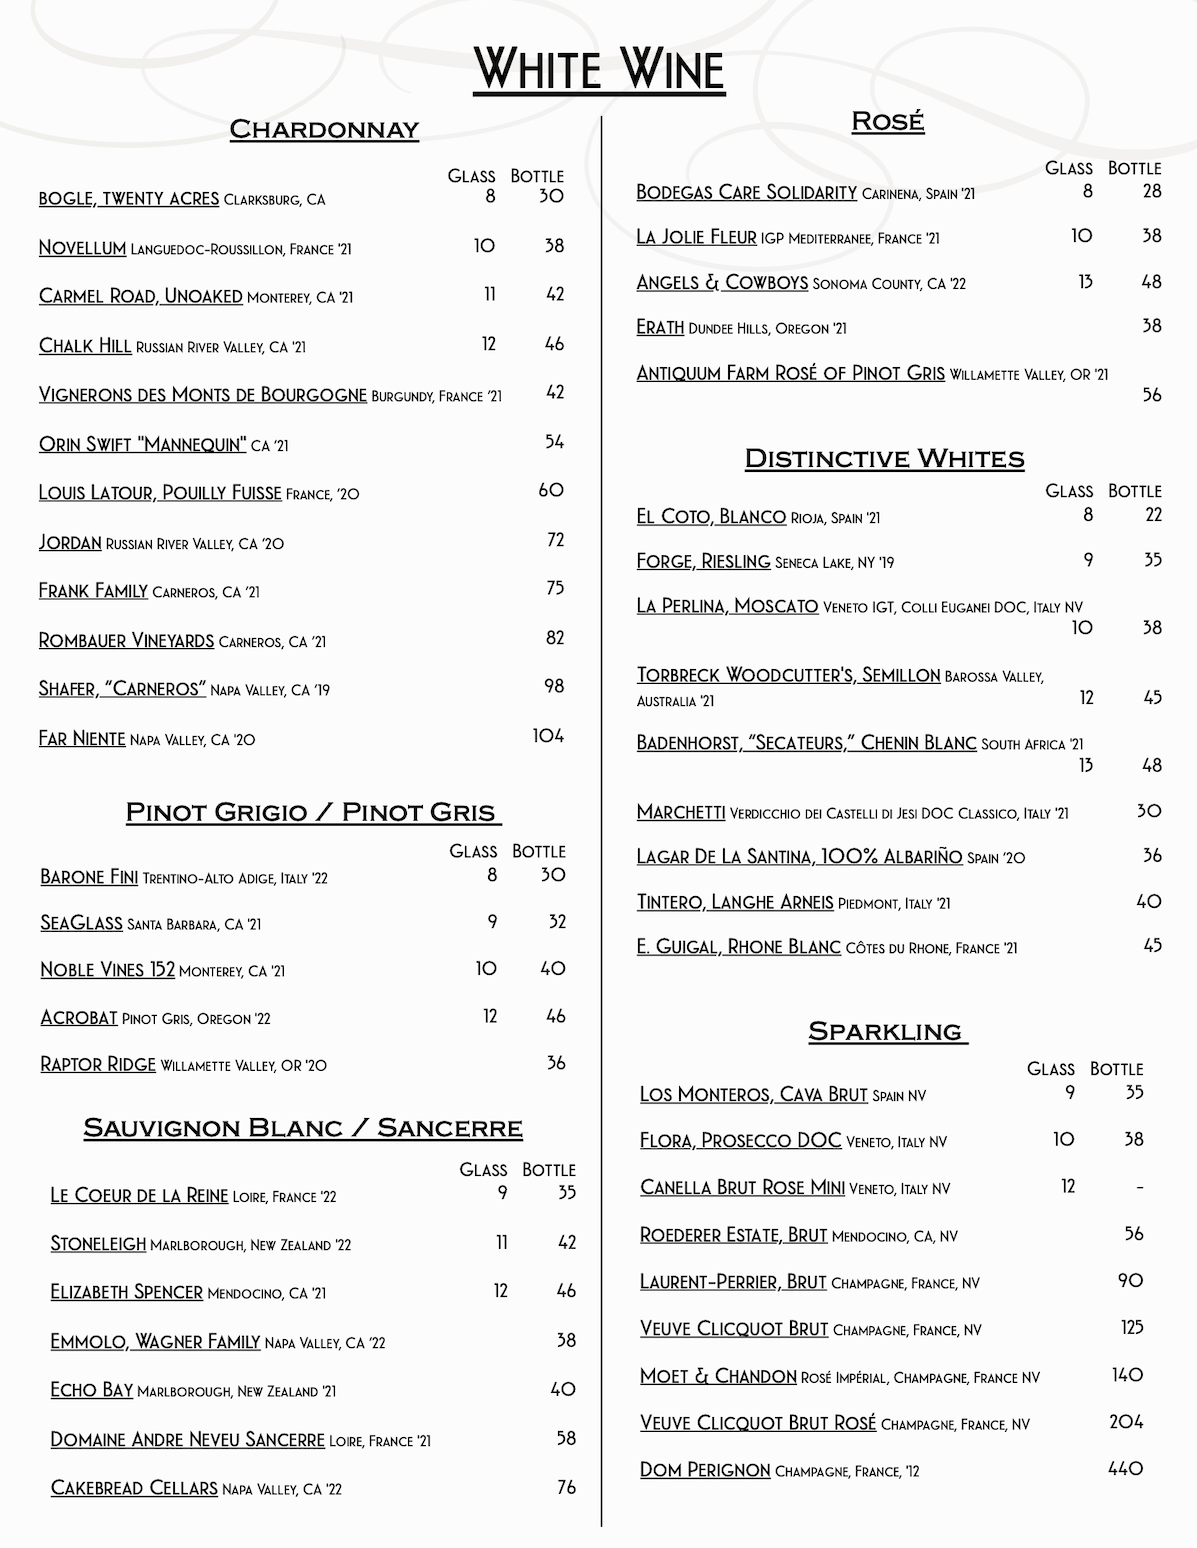 White Wine
Chardonnay
Glass Bottle
bogle, twenty acres Clarksburg, CA 8 30
Novellum Languedoc-Roussillon, France '21 10 38
Carmel Road, Unoaked Monterey, CA '21 11 42
Chalk Hill Russian River Valley, CA '21 12 46
Vignerons des Monts de Bourgogne Burgundy, France '21 42
Orin Swift "Mannequin" CA '21 54
Louis Latour, Pouilly Fuisse France, '20 60
Jordan Russian River Valley, CA '20 72
Frank Family Carneros, CA '21 75
Rombauer Vineyards Carneros, CA '21 82
Shafer, “Carneros” Napa Valley, CA '19 98
Far Niente Napa Valley, CA '20 104
Pinot Grigio / Pinot Gris
Glass Bottle
Barone Fini Trentino-Alto Adige, Italy '22 8 30
SeaGlass Santa Barbara, CA '21 9 32
Noble Vines 152 Monterey, CA '21 10 40
Acrobat Pinot Gris, Oregon '22 12 46
Raptor Ridge Willamette Valley, OR '20 36
Sauvignon Blanc / Sancerre
Glass Bottle
Le Coeur de la Reine Loire, France '22 9 35
Stoneleigh Marlborough, New Zealand '22 11 42
Elizabeth Spencer Mendocino, CA '21 12 46
Emmolo, Wagner Family Napa Valley, CA '22 38
Echo Bay Marlborough, New Zealand '21 40
Domaine Andre Neveu Sancerre Loire, France '21 58
Cakebread Cellars Napa Valley, CA '22 76
Rosé
Glass Bottle
Bodegas Care Solidarity Carinena, Spain '21 8 28
La Jolie Fleur IGP Mediterranee, France '21 10 38
Angels & Cowboys Sonoma County, CA '22 13 48
Erath Dundee Hills, Oregon '21 38
Antiquum Farm Rosé of Pinot Gris Willamette Valley, OR '21
56
Distinctive Whites
Glass Bottle
El Coto, Blanco Rioja, Spain '21 8 22
Forge, Riesling Seneca Lake, NY '19 9 35
La Perlina, Moscato Veneto IGT, Colli Euganei DOC, Italy NV
10 38
Torbreck Woodcutter's, Semillon Barossa Valley,
Australia '21 12 45
Badenhorst, “Secateurs,” Chenin Blanc South Africa '21
13 48
Marchetti Verdicchio dei Castelli di Jesi DOC Classico, Italy '21 30
Lagar De La Santina, 100% Albariño Spain '20 36
Tintero, Langhe Arneis Piedmont, Italy '21 40
E. Guigal, Rhone Blanc Côtes du Rhone, France '21 45
Sparkling
Glass Bottle
Los Monteros, Cava Brut Spain NV 9 35
Flora, Prosecco DOC Veneto, Italy NV 10 38
Canella Brut Rose Mini Veneto, Italy NV 12 -
Roederer Estate, Brut Mendocino, CA, NV 56
Laurent-Perrier, Brut Champagne, France, NV 90
Veuve Clicquot Brut Champagne, France, NV 125
Moet & Chandon Rosé Impérial, Champagne, France NV 140
Veuve Clicquot Brut Rosé Champagne, France, NV 204
Dom Perignon Champagne, France, '12 440